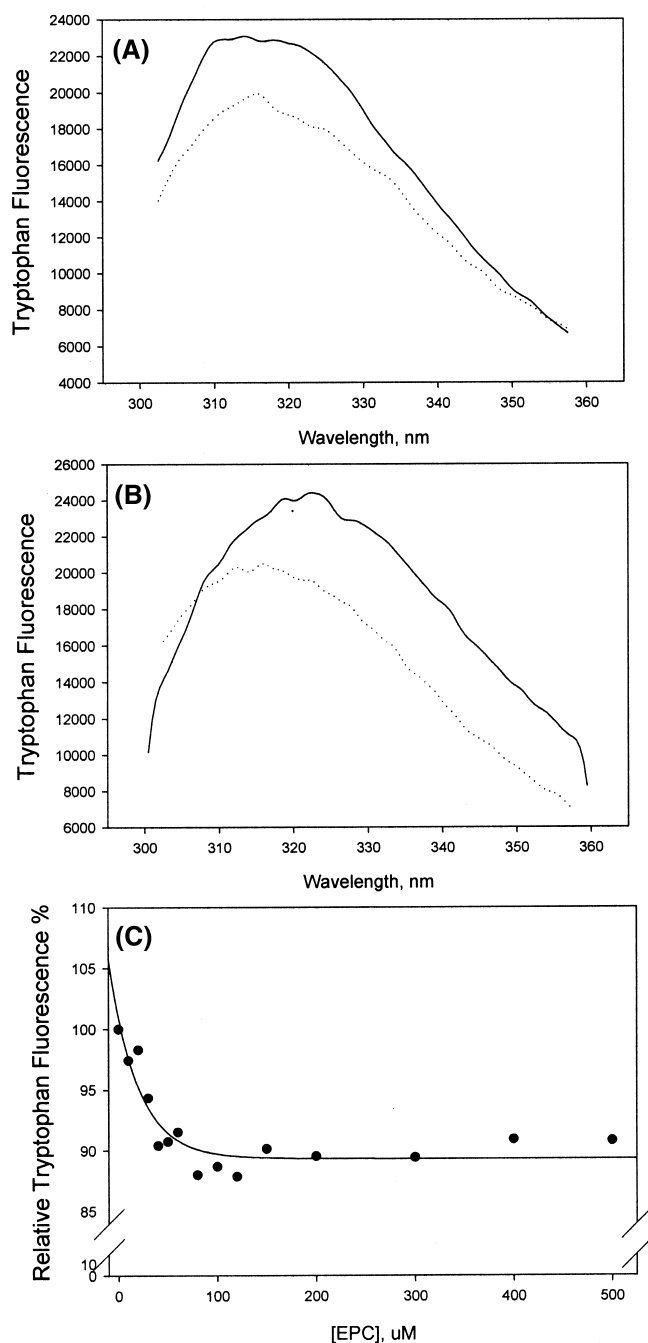 (A)
Tryptophan Fluorescence
24000
22000
20000
18000
16000
14000
12000
10000
8000
6000
4000
300 310 320 330 340 350 360
Wavelength, nm
(B)
Tryptophan Fluorescence
26000
24000
22000
20000
18000
16000
14000
12000
10000
8000
6000
300 310 320 330 340 350 360
Wavelength, nm
(C)
Relative Tryptophan Fluorescence %
110
105
100
95
90
85
10
0
0 100 200 300 400 500
[EPC], uM